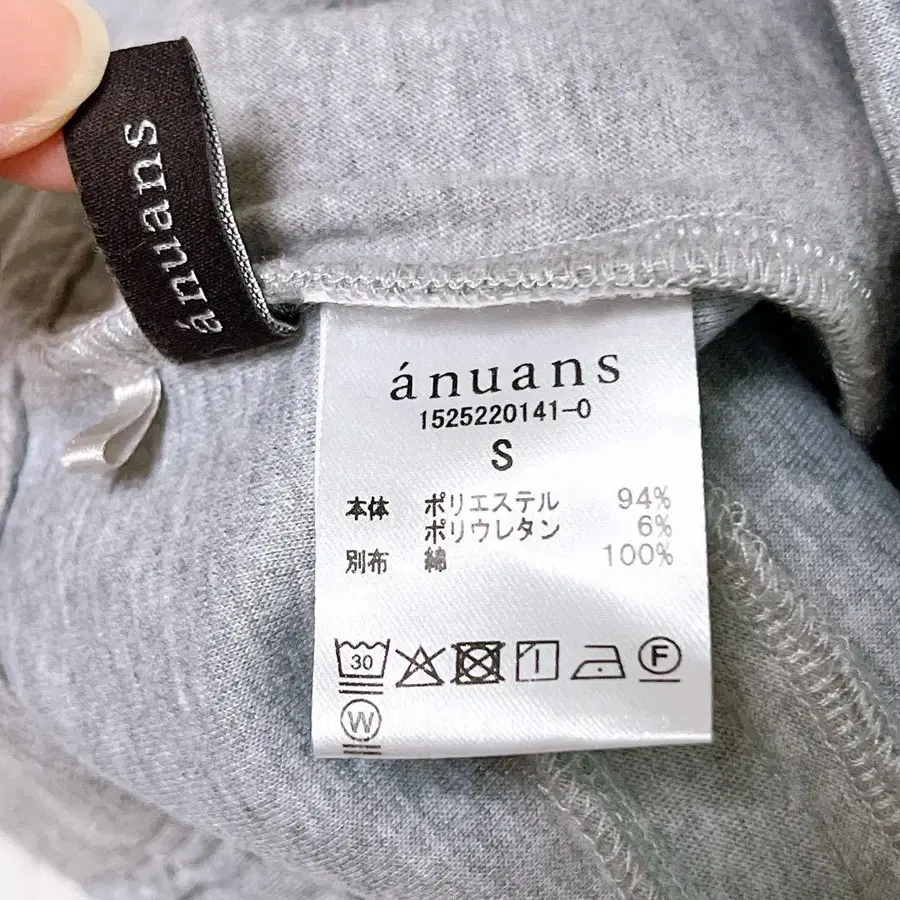 ánuans
ánuans
1525220141-0
S
本体 ポリエステル 94%
ポリウレタン 6%
別布 綿 100%
30
F
W